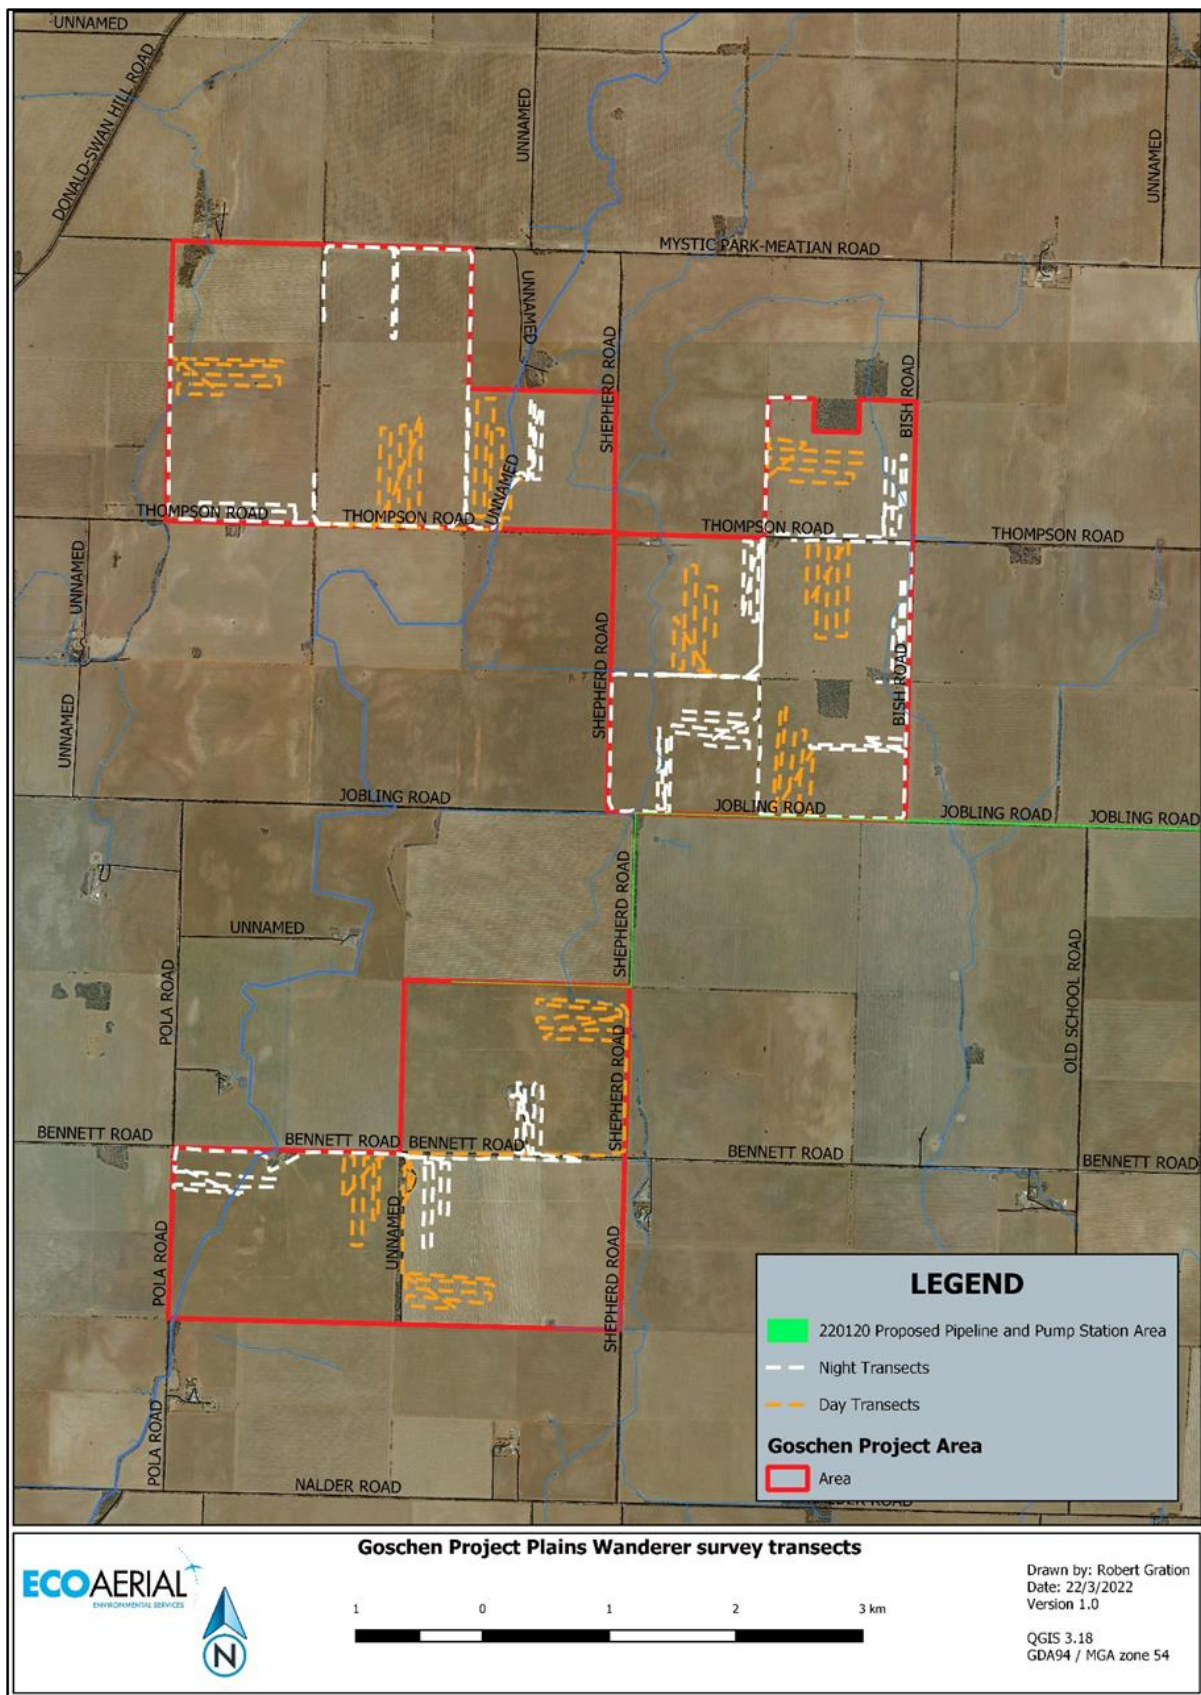 UNNAMED
DONALD-SWAN HILL ROAD
UNNAMED
UNNAMED
MYSTIC PARK-MEATIAN ROAD
UNNAMED
SHEPHERD ROAD
BISH ROAD
UNNAMED
THOMPSON ROAD
THOMPSON ROAD
THOMPSON ROAD
THOMPSON ROAD
UNNAMED
SHEPHERD ROAD
BISH ROAD
UNNAMED
JOBLING ROAD
JOBLING ROAD
JOBLING ROAD
JOBLING ROAD
SHEPHERD ROAD
UNNAMED
POLA ROAD
OLD SCHOOL ROAD
SHEPHERD ROAD
BENNETT ROAD
BENNETT ROAD
BENNETT ROAD
BENNETT ROAD
BENNETT ROAD
UNNAMED
POLA ROAD
SHEPHERD ROAD
LEGEND
220120 Proposed Pipeline and Pump Station Area
Night Transects
Day Transects
Goschen Project Area
Area
POLA ROAD
NALDER ROAD
Goschen Project Plains Wanderer survey transects
ECOAERIAL
ENVIRONMENTAL SERVICES
N
1 0 1 2 3 km
Drawn by: Robert Gration
Date: 22/3/2022
Version 1.0
QGIS 3.18
GDA94 / MGA zone 54